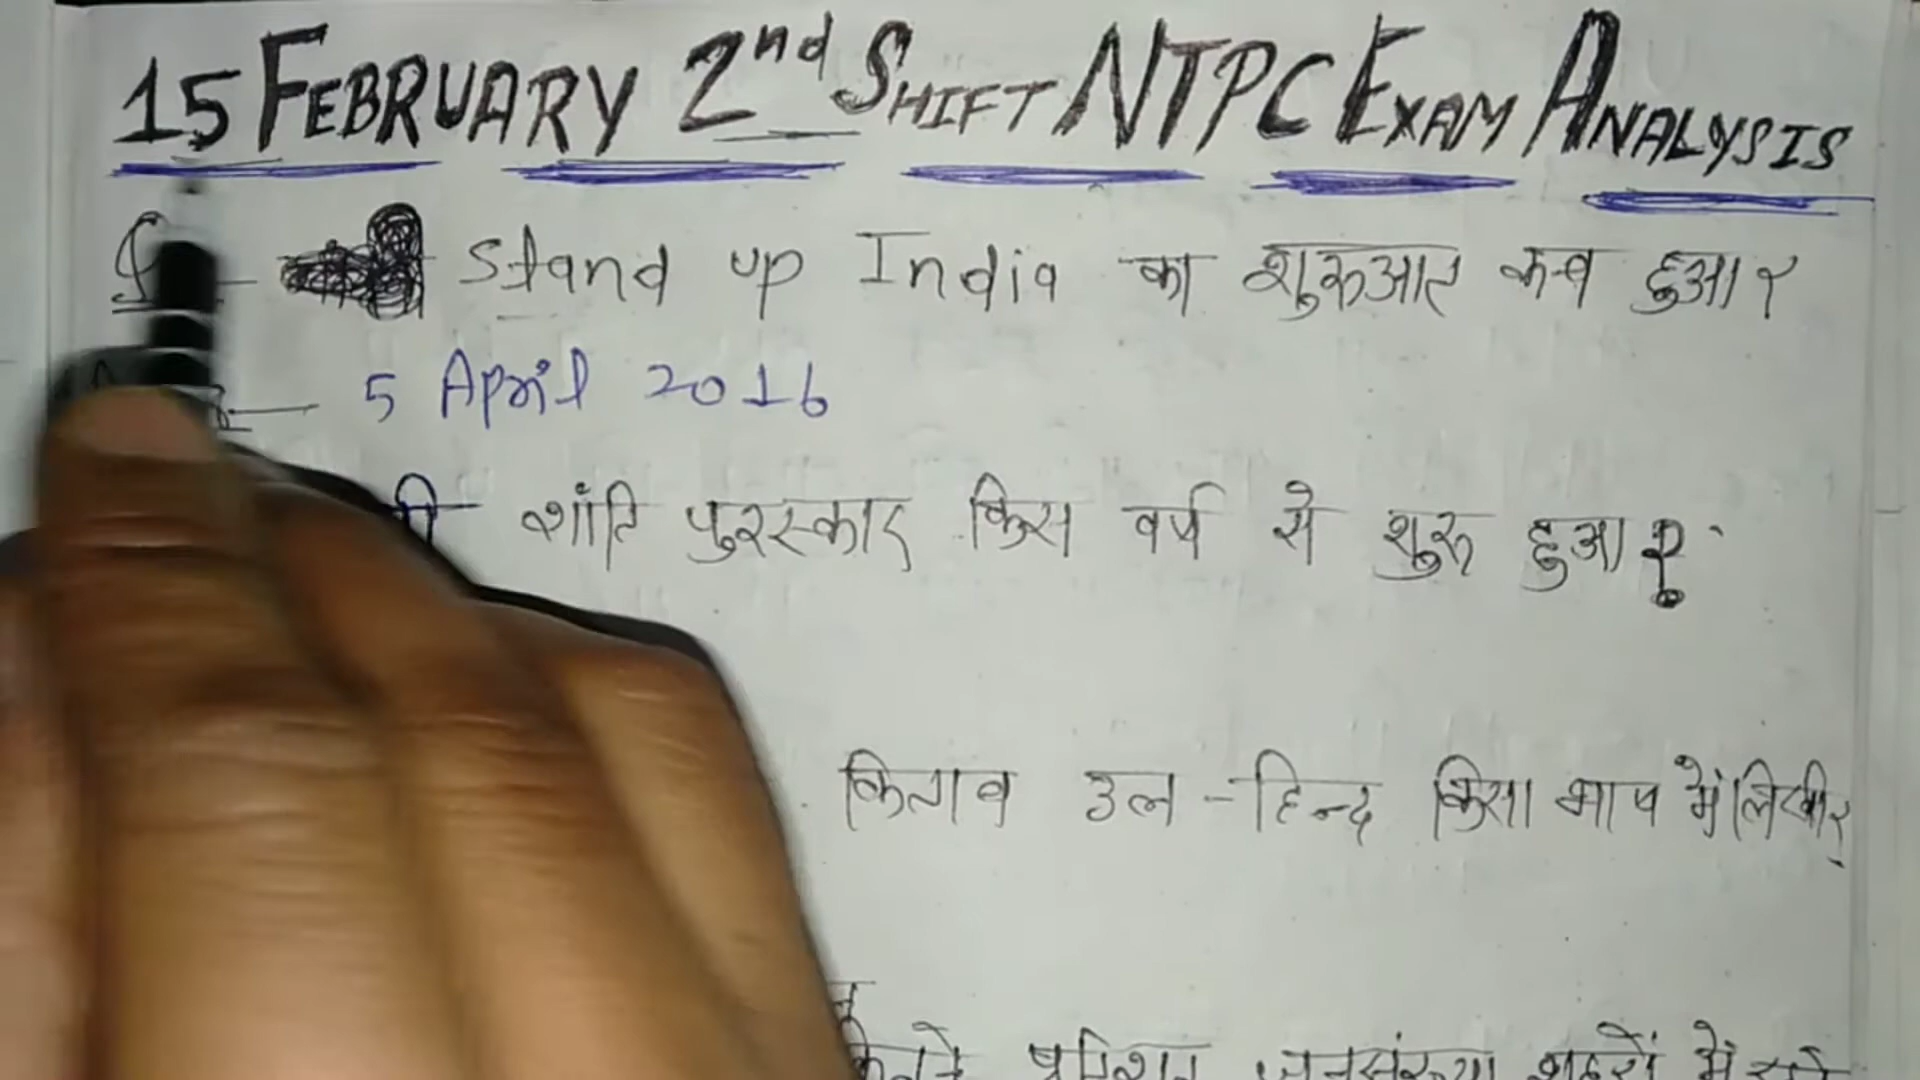 15 FEBRUARY 2nd SHIFT NTPC EXAM ANALYSIS
Stand up India का शुरुआत कब हुआ?
5 April 2016
शांति पुरस्कार किस वर्ष से शुरू हुआ?
किताब उल-हिन्द किस भाष में लिखी?
प्रतिशत जनसंख्या शहरों में